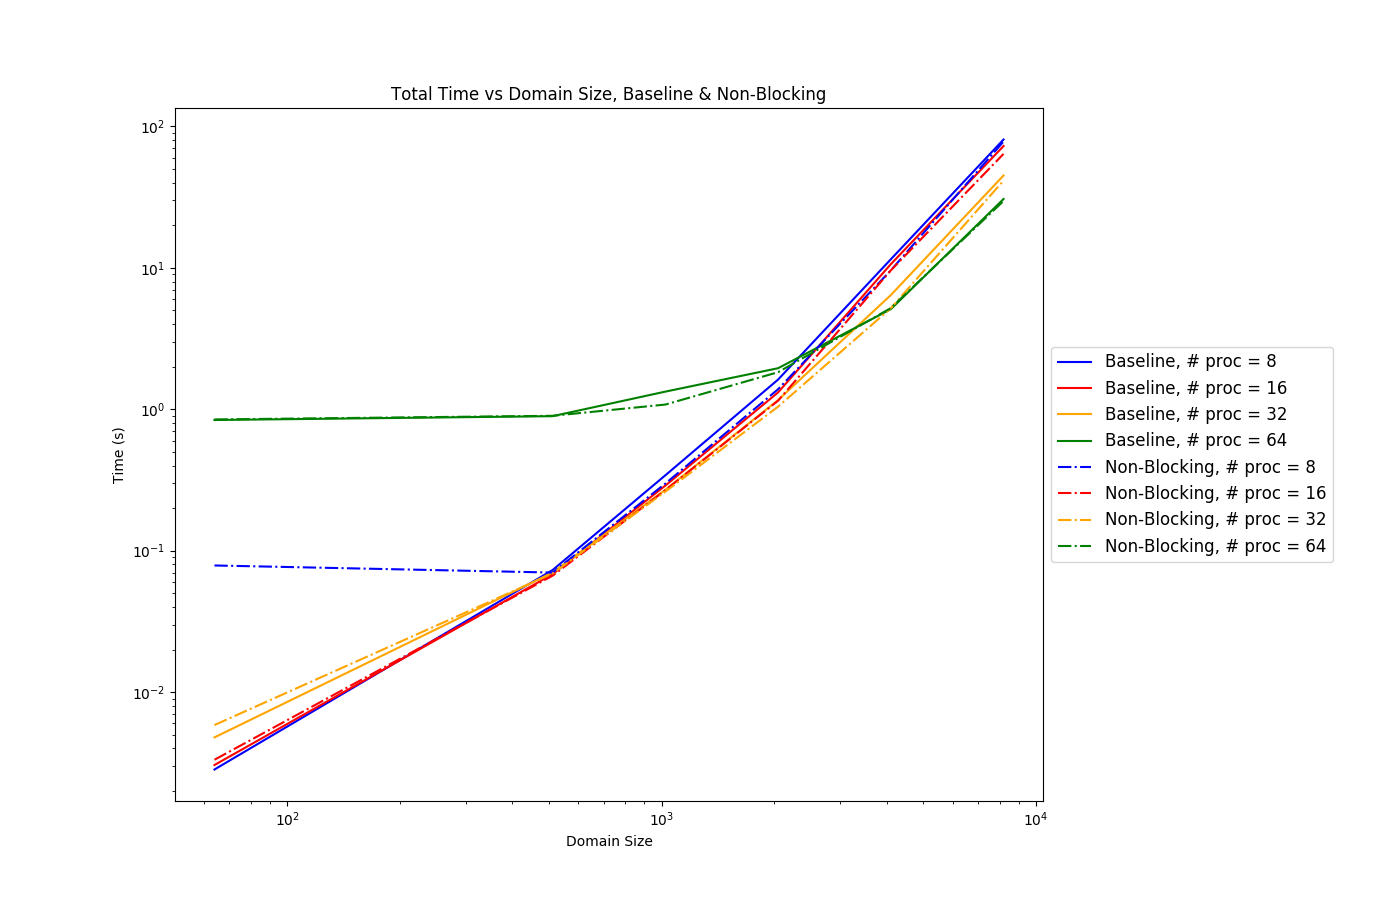 Total Time vs Domain Size, Baseline & Non-Blocking
10²
10¹
10⁰
10⁻¹
10⁻²
Time (s)
10²
10³
10⁴
Domain Size
Baseline, # proc = 8
Baseline, # proc = 16
Baseline, # proc = 32
Baseline, # proc = 64
Non-Blocking, # proc = 8
Non-Blocking, # proc = 16
Non-Blocking, # proc = 32
Non-Blocking, # proc = 64